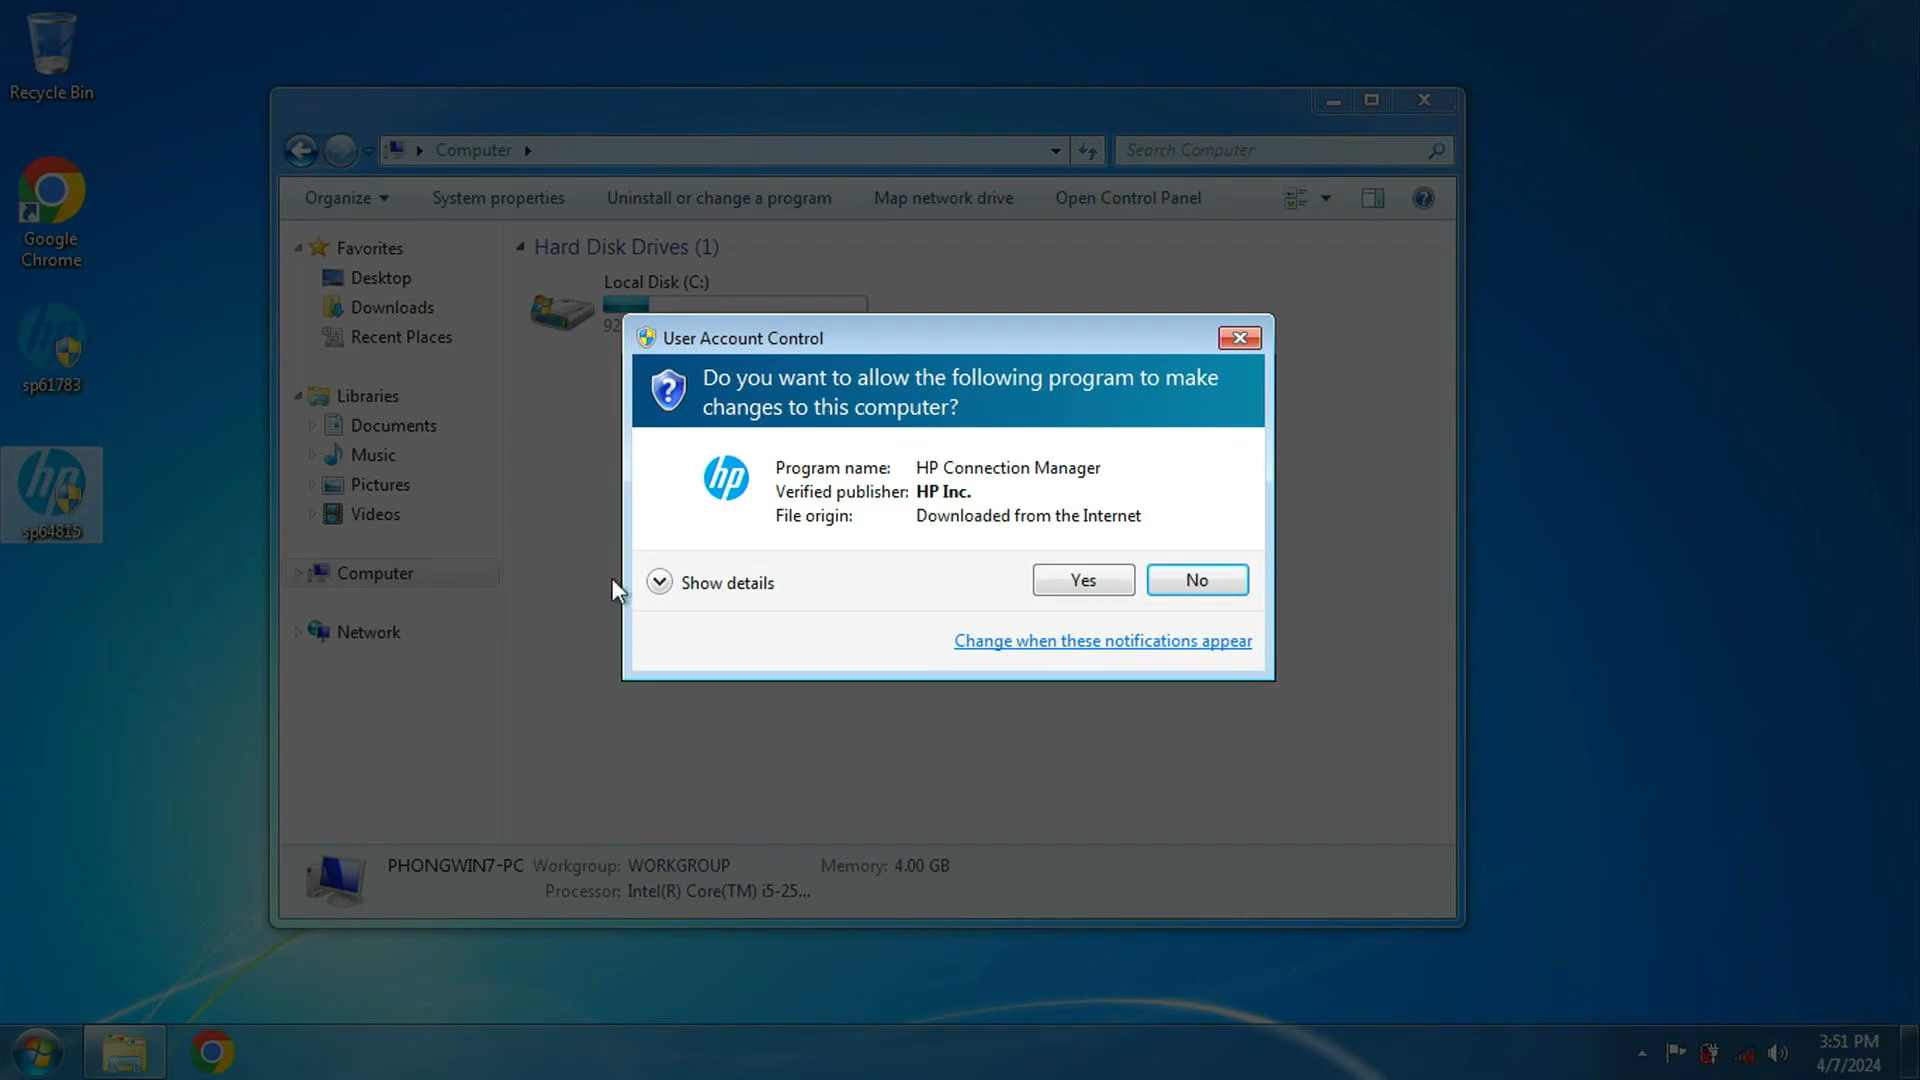 Recycle Bin
Google
Chrome
hp
sp61783
hp
sp64815
Computer
Search Computer
Organize
System properties
Uninstall or change a program
Map network drive
Open Control Panel
Favorites
Desktop
Downloads
Recent Places
Libraries
Documents
Music
Pictures
Videos
Computer
Network
Hard Disk Drives (1)
Local Disk (C:)
User Account Control
Do you want to allow the following program to make
changes to this computer?
hp
Program name: HP Connection Manager
Verified publisher: HP Inc.
File origin: Downloaded from the Internet
Show details
Yes
No
Change when these notifications appear
PHONGWIN7-PC Workgroup: WORKGROUP Memory: 4.00 GB
Processor: Intel(R) Core(TM) i5-25...
3:51 PM
4/7/2024